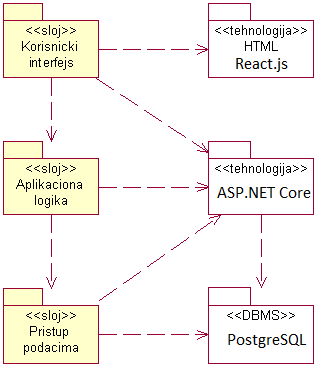 <<sloj>>
Korisnicki
interfejs
<<tehnologija>>
HTML
React.js
<<sloj>>
Aplikaciona
logika
<<tehnologija>>
ASP.NET Core
<<sloj>>
Pristup
podacima
<<DBMS>>
PostgreSQL